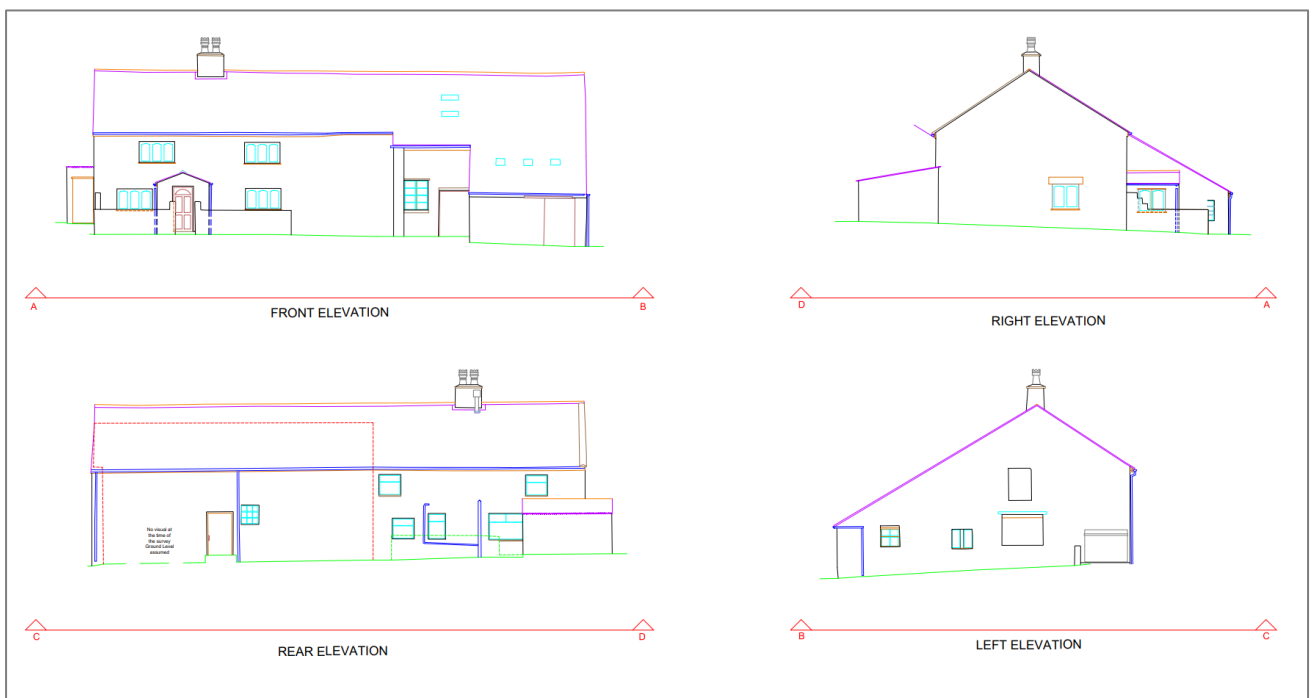 A
B
FRONT ELEVATION
D
A
RIGHT ELEVATION
No visual at
the time of
the survey
Ground Level
assumed
C
D
REAR ELEVATION
B
C
LEFT ELEVATION